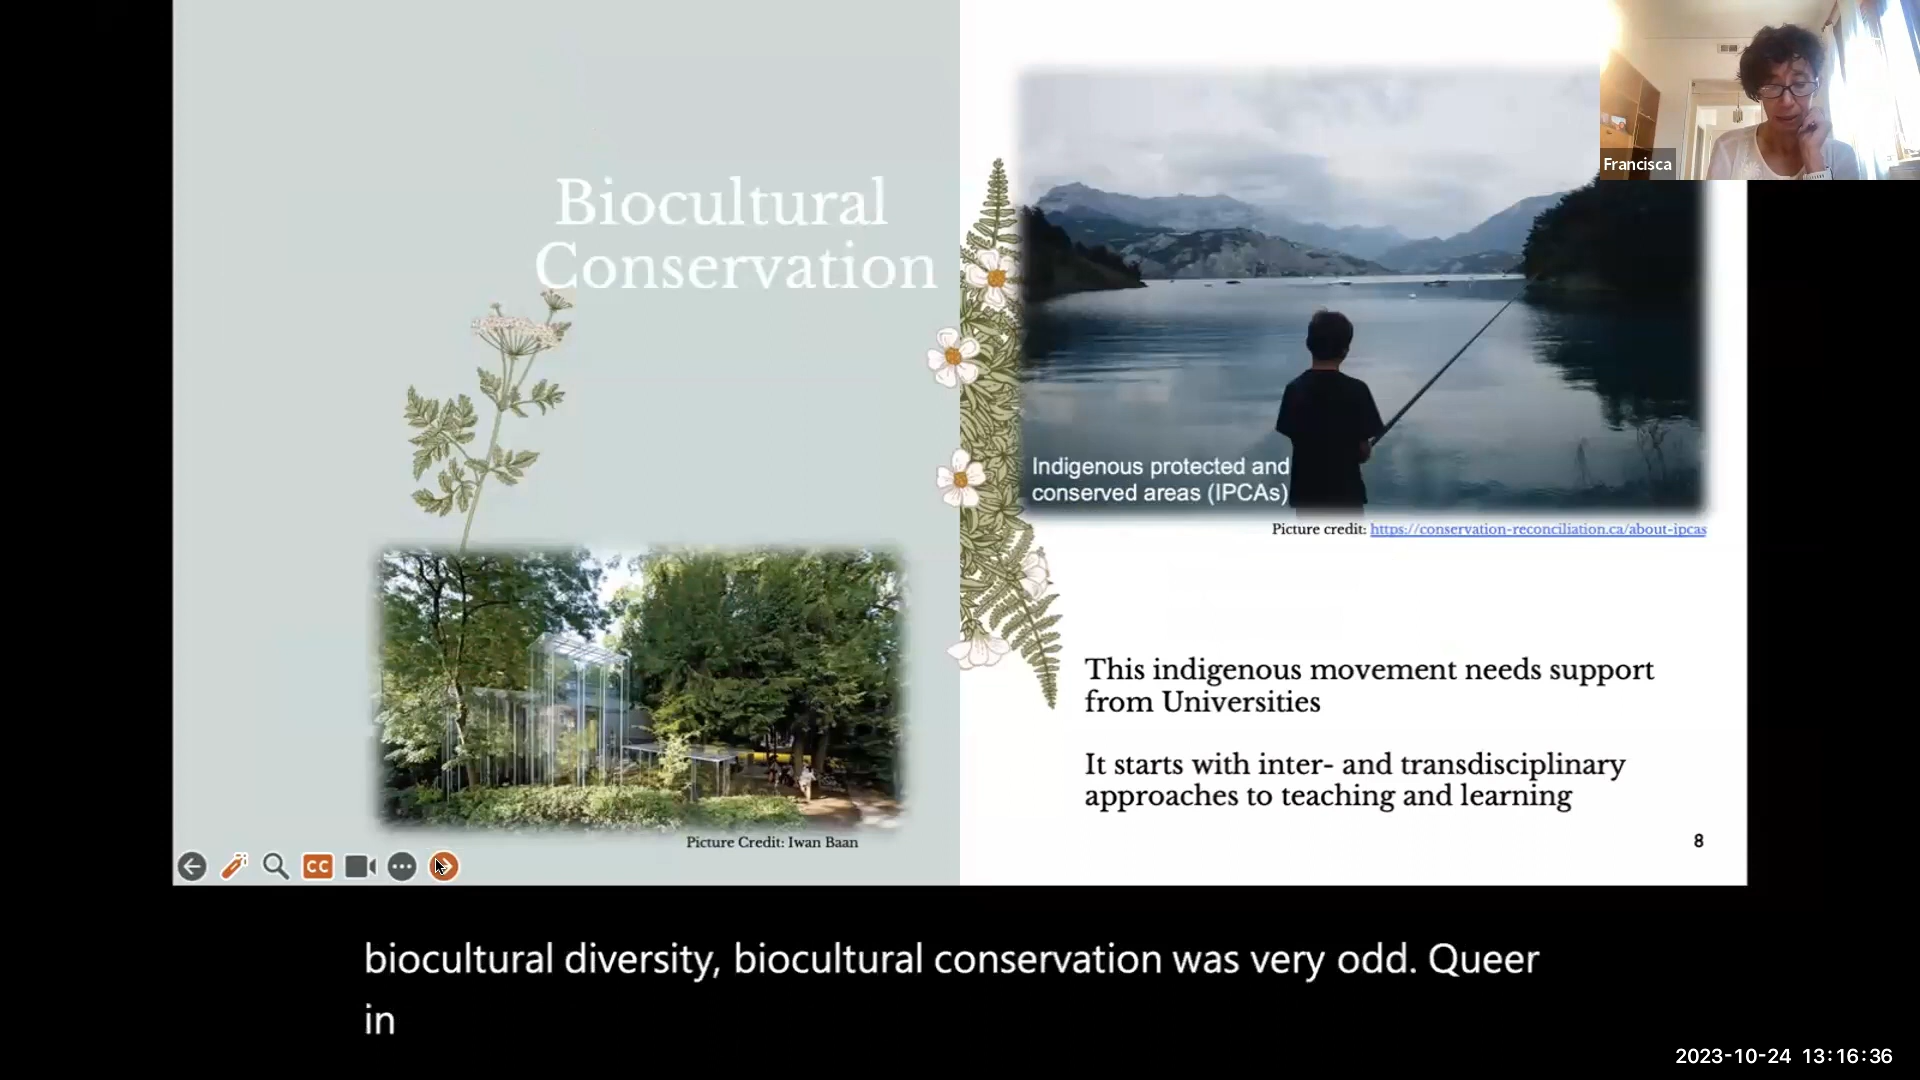 Biocultural
Conservation
Francisca
Indigenous protected and
conserved areas (IPCAs)
Picture credit: https://conservation-reconciliation.ca/about-ipcas
This indigenous movement needs support
from Universities
It starts with inter- and transdisciplinary
approaches to teaching and learning
Picture Credit: Iwan Baan
8
CC
biocultural diversity, biocultural conservation was very odd. Queer
in
2023-10-24 13:16:36